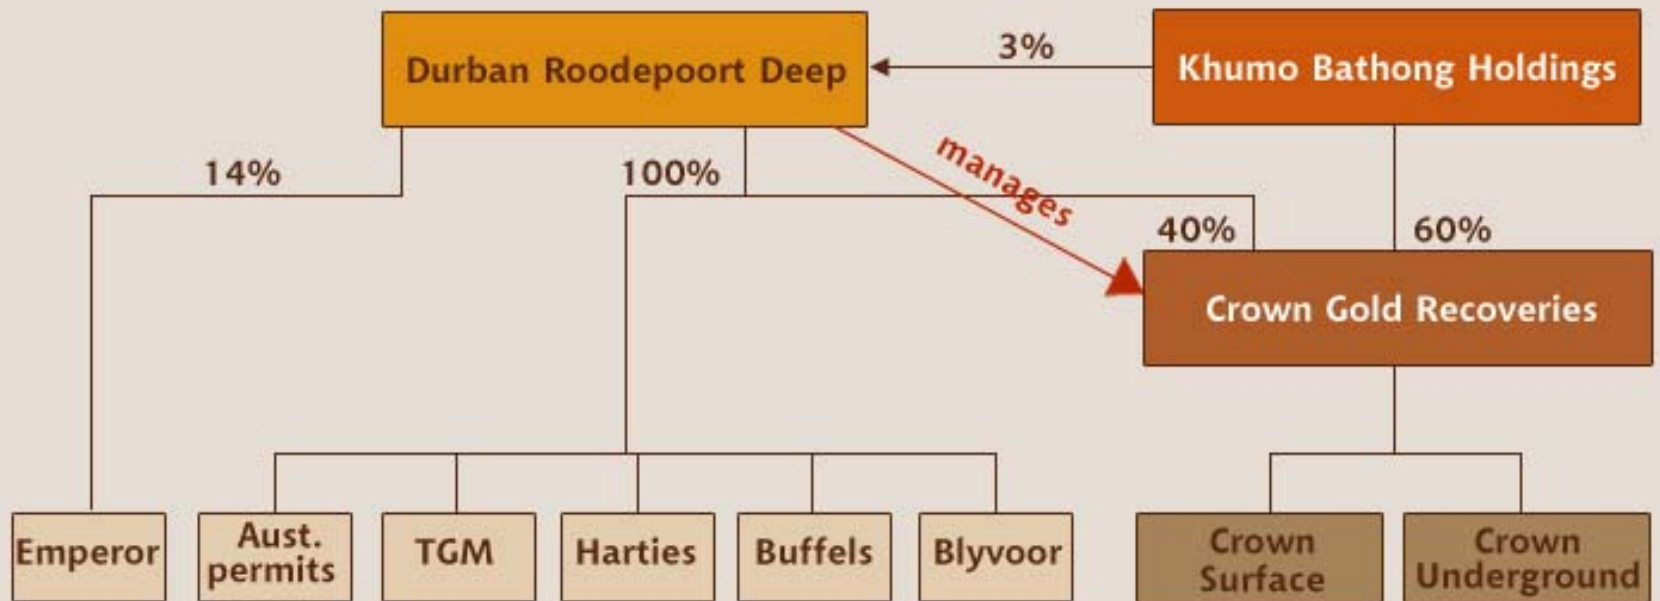 Durban Roodepoort Deep
3%
Khumo Bathong Holdings
manages
14%
100%
40%
60%
Crown Gold Recoveries
Emperor
Aust.
permits
TGM
Harties
Buffels
Blyvoor
Crown
Surface
Crown
Underground